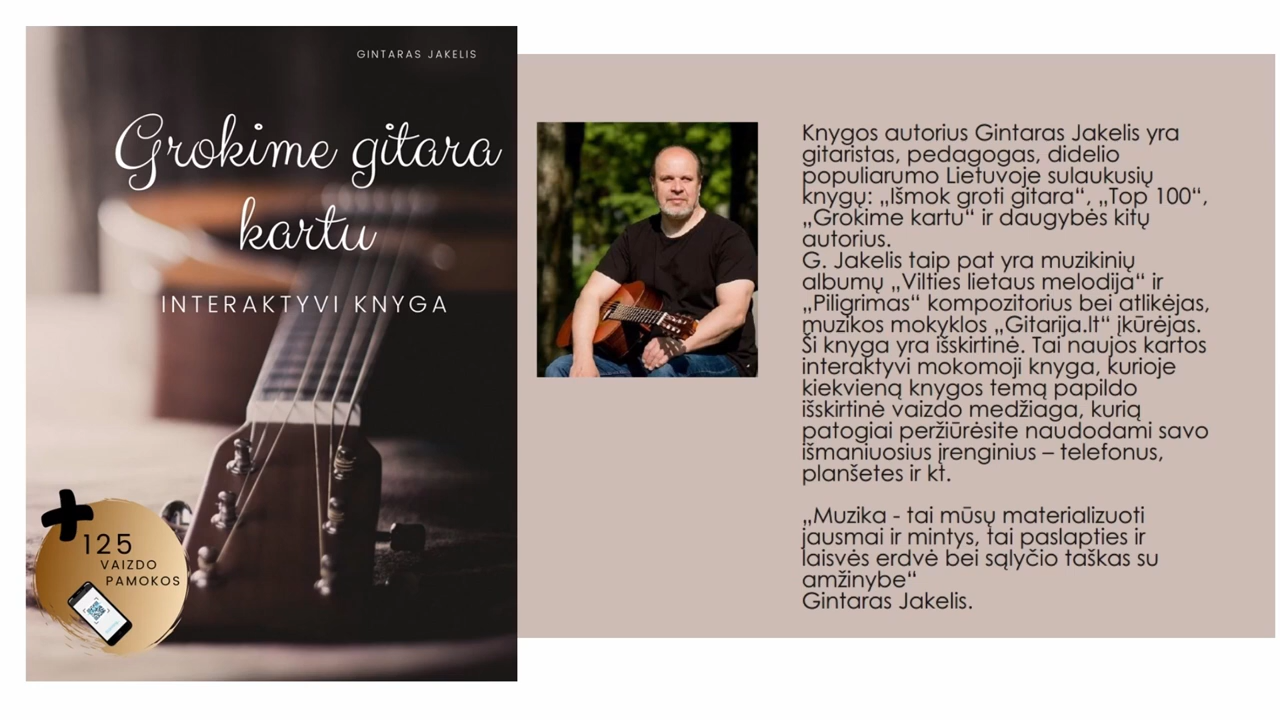 GINTARAS JAKELIS
Grokime gitara
kartu
INTERAKTYVI KNYGA
125
VAIZDO
PAMOKOS
Knygos autorius Gintaras Jakelis yra
gitaristas, pedagogas, didelio
populiarumo Lietuvoje sulaukusių
knygų: „Išmok groti gitara“, „Top 100“,
„Grokime kartu“ ir daugybės kitų
autorius.
G. Jakelis taip pat yra muzikinių
albumų „Vilties lietaus melodija“ ir
„Piligrimas“ kompozitorius bei atlikėjas,
muzikos mokyklos „Gitarija.lt“ įkūrėjas.
Ši knyga yra išskirtinė. Tai naujos kartos
interaktyvi mokomoji knyga, kurioje
kiekvieną knygos temą papildo
išskirtinė vaizdo medžiaga, kurią
patogiai peržiūrėsite naudodami savo
išmaniuosius įrenginius – telefonus,
planšetes ir kt.
„Muzika - tai mūsų materializuoti
jausmai ir mintys, tai paslapties ir
laisvės erdvė bei sąlyčio taškas su
amžinybe“
Gintaras Jakelis.